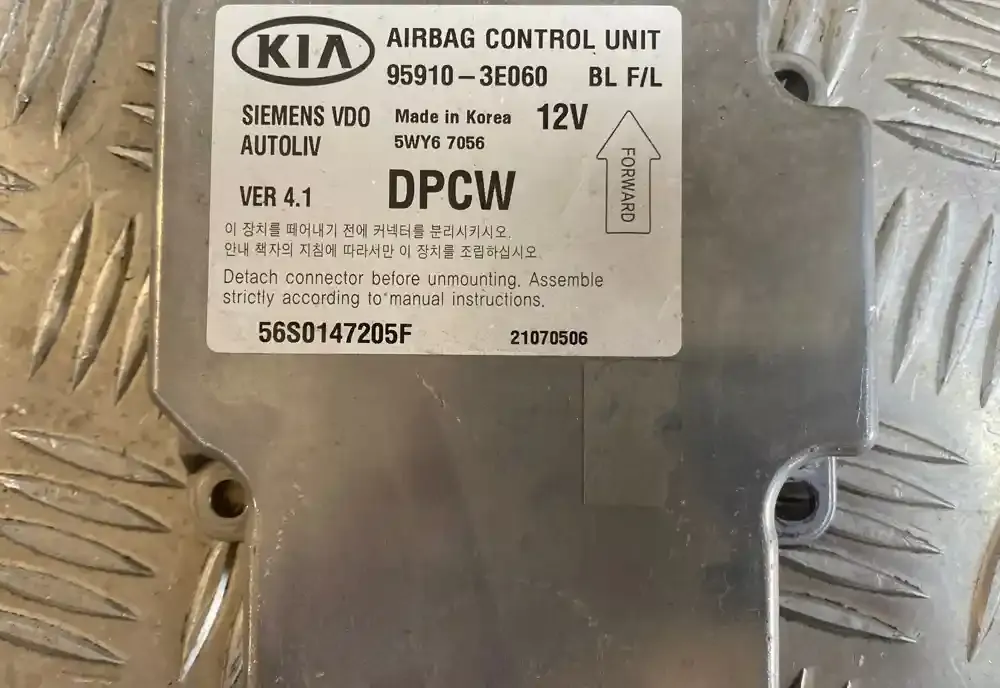 KIA AIRBAG CONTROL UNIT
95910-3E060 BL F/L
SIEMENS VDO Made in Korea 12V
AUTOLIV 5WY6 7056
VER 4.1 DPCW
FORWARD
이 장치를 떼어내기 전에 커넥터를 분리시키시오.
안내 책자의 지침에 따라서만 이 장치를 조립하십시오.
Detach connector before unmounting. Assemble
strictly according to manual instructions.
56S0147205F 21070506